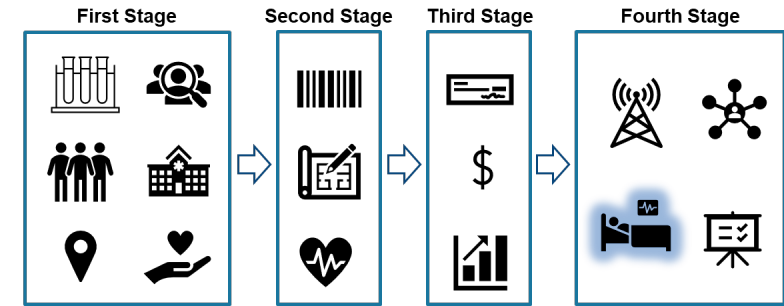 First Stage
Second Stage
Third Stage
Fourth Stage
$